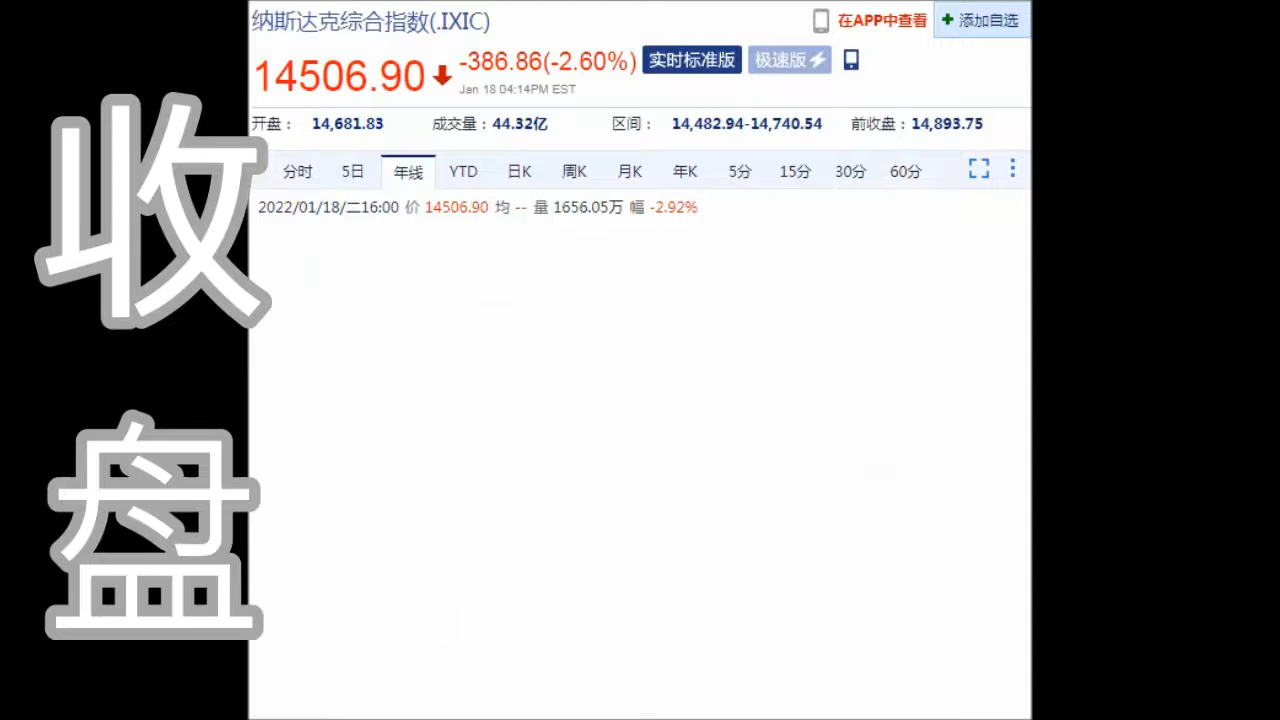 收
盘
纳斯达克综合指数(.IXIC)
在APP中查看
添加自选
14506.90 -386.86(-2.60%) 实时标准版 极速版
Jan 18 04:14PM EST
开盘： 14,681.83 成交量：44.32亿 区间： 14,482.94-14,740.54 前收盘：14,893.75
分时 5日 年线 YTD 日K 周K 月K 年K 5分 15分 30分 60分
2022/01/18/二16:00 价 14506.90 均 -- 量 1656.05万 幅 -2.92%